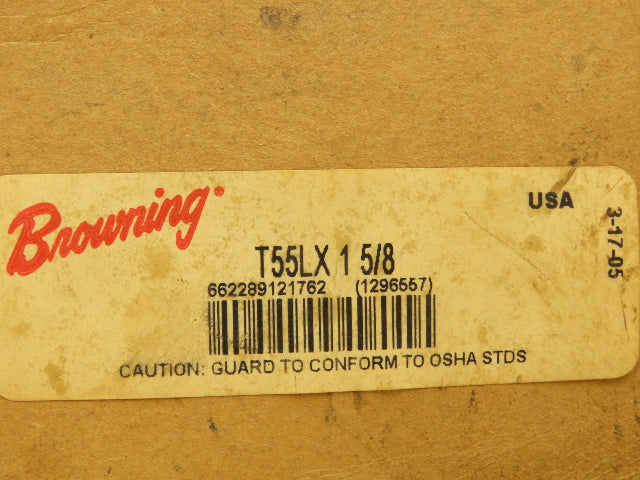 Browning
USA
3-17-05
T55LX 1 5/8
662289121762 (1296557)
CAUTION: GUARD TO CONFORM TO OSHA STDS